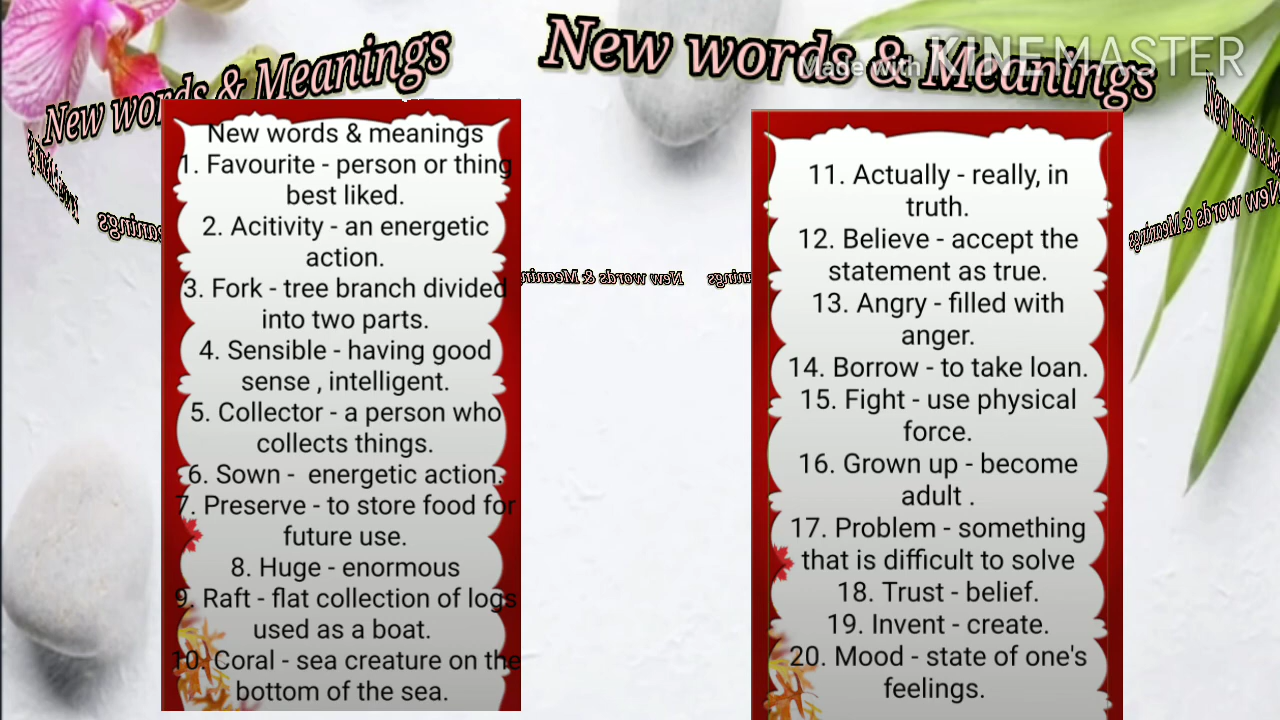 New words & Meanings
New words & Meanings
Made with KINEMASTER
New words & meanings
1. Favourite - person or thing
best liked.
2. Acitivity - an energetic
action.
3. Fork - tree branch divided
into two parts.
4. Sensible - having good
sense , intelligent.
5. Collector - a person who
collects things.
6. Sown - energetic action.
7. Preserve - to store food for
future use.
8. Huge - enormous
9. Raft - flat collection of logs
used as a boat.
10. Coral - sea creature on the
bottom of the sea.
11. Actually - really, in
truth.
12. Believe - accept the
statement as true.
13. Angry - filled with
anger.
14. Borrow - to take loan.
15. Fight - use physical
force.
16. Grown up - become
adult .
17. Problem - something
that is difficult to solve
18. Trust - belief.
19. Invent - create.
20. Mood - state of one's
feelings.
New words & Meanings
New words & Meanings